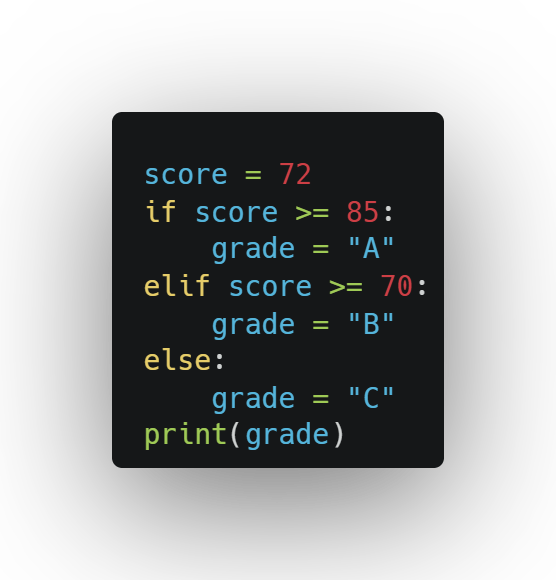 score = 72
if score >= 85:
    grade = "A"
elif score >= 70:
    grade = "B"
else:
    grade = "C"
print(grade)